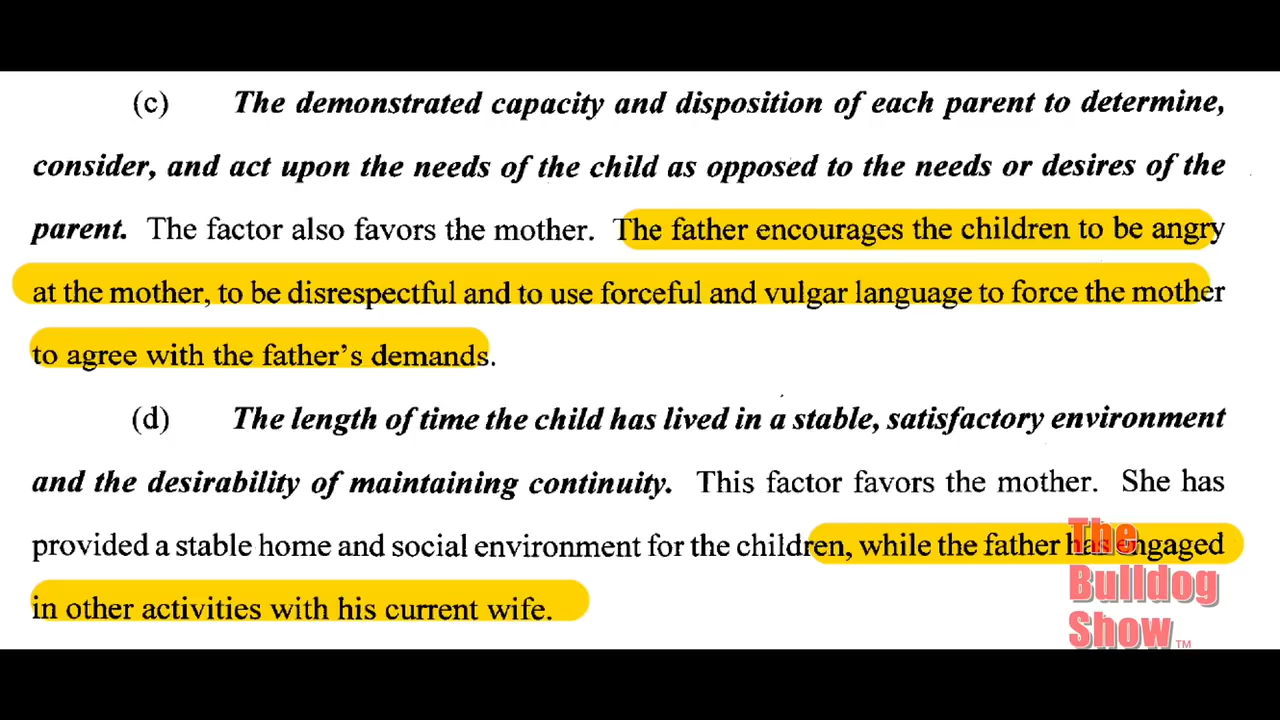 (c) The demonstrated capacity and disposition of each parent to determine,
consider, and act upon the needs of the child as opposed to the needs or desires of the
parent. The factor also favors the mother. The father encourages the children to be angry
at the mother, to be disrespectful and to use forceful and vulgar language to force the mother
to agree with the father's demands.
(d) The length of time the child has lived in a stable, satisfactory environment
and the desirability of maintaining continuity. This factor favors the mother. She has
provided a stable home and social environment for the children, while the father has engaged
in other activities with his current wife.
The
Bulldog
Show™